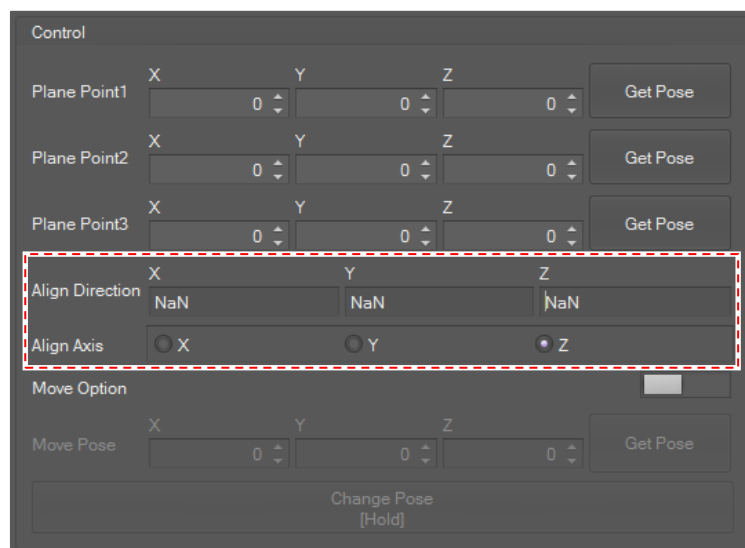 Control
X Y Z
Plane Point1 0 0 0 Get Pose
X Y Z
Plane Point2 0 0 0 Get Pose
X Y Z
Plane Point3 0 0 0 Get Pose
X Y Z
Align Direction NaN NaN NaN
Align Axis X Y Z
Move Option
X Y Z
Move Pose 0 0 0 Get Pose
Change Pose
[Hold]